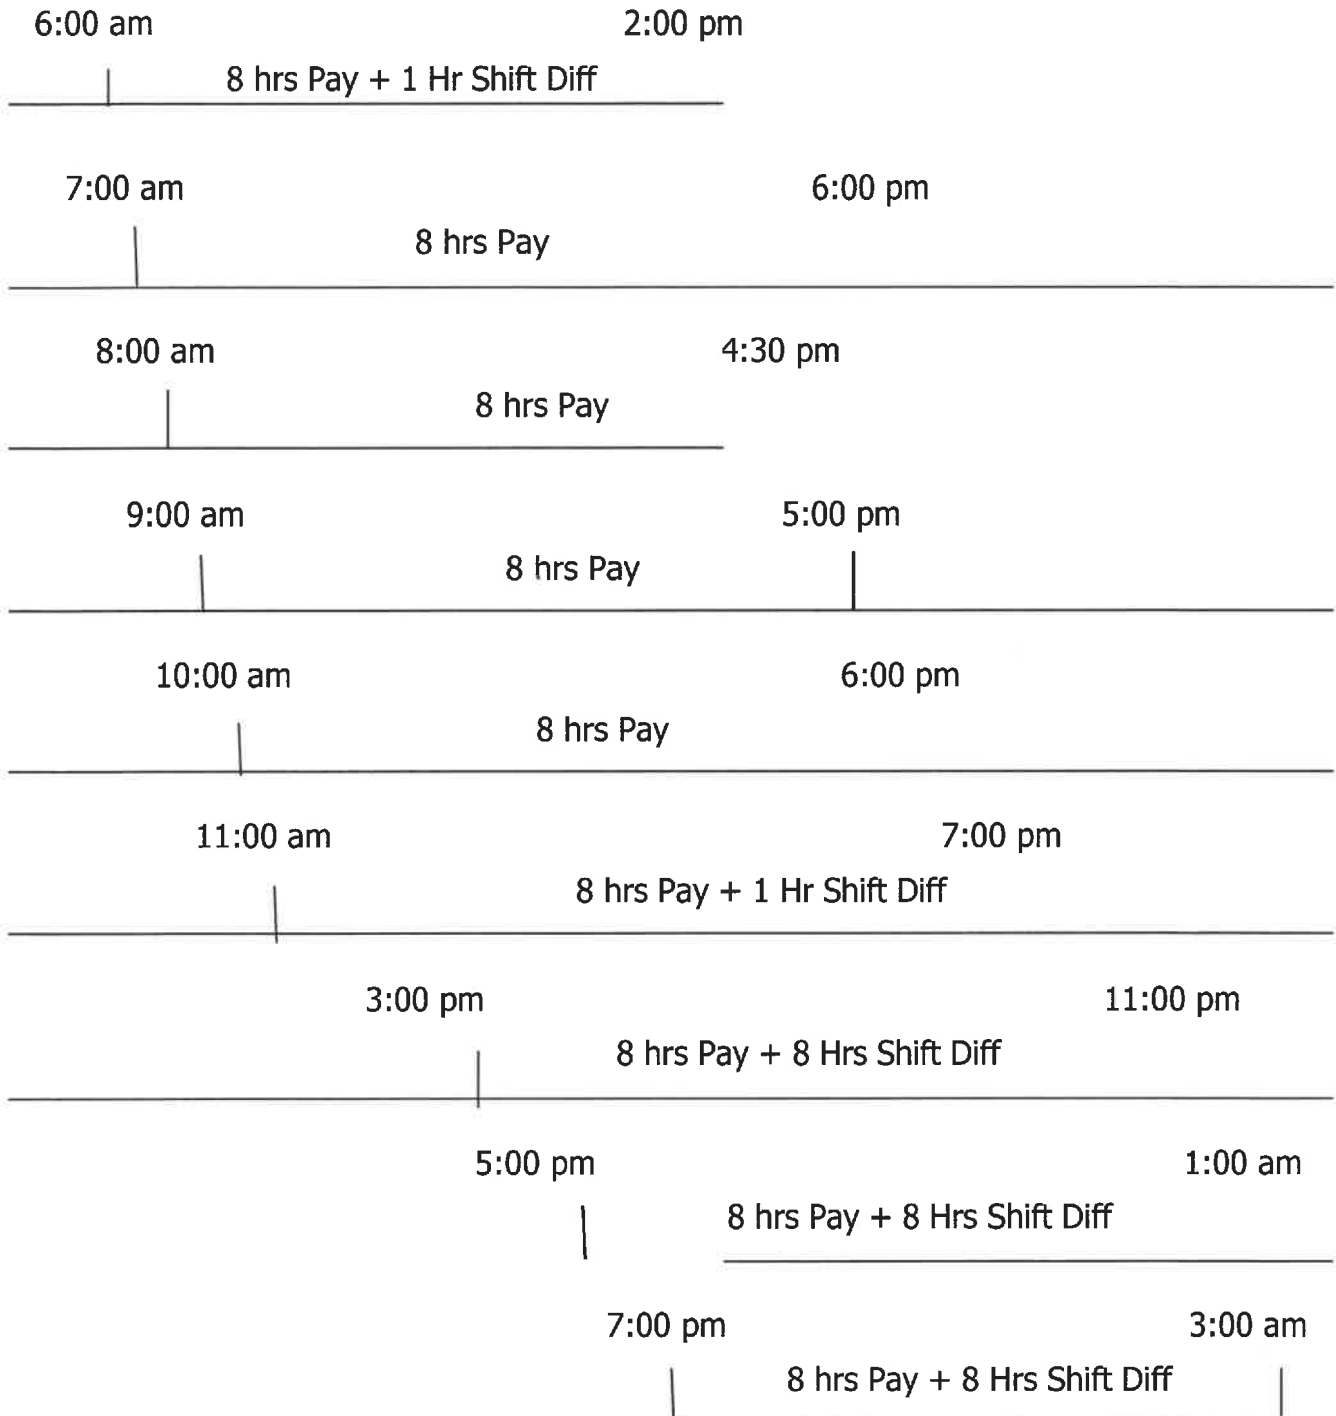 6:00 am 2:00 pm
8 hrs Pay + 1 Hr Shift Diff
7:00 am 6:00 pm
8 hrs Pay
8:00 am 4:30 pm
8 hrs Pay
9:00 am 5:00 pm
8 hrs Pay
10:00 am 6:00 pm
8 hrs Pay
11:00 am 7:00 pm
8 hrs Pay + 1 Hr Shift Diff
3:00 pm 11:00 pm
8 hrs Pay + 8 Hrs Shift Diff
5:00 pm 1:00 am
8 hrs Pay + 8 Hrs Shift Diff
7:00 pm 3:00 am
8 hrs Pay + 8 Hrs Shift Diff